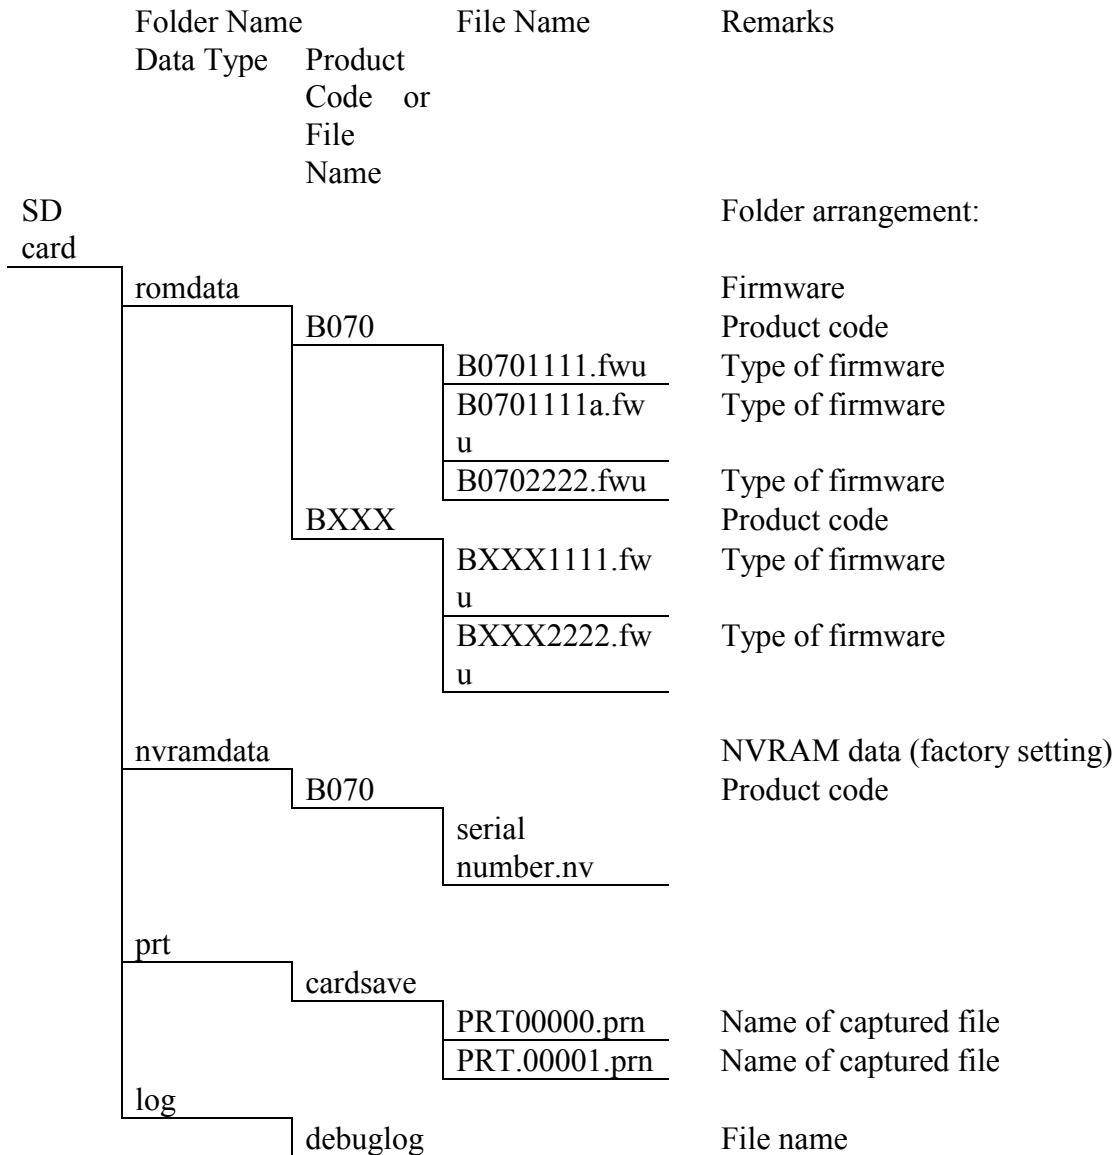 Folder Name File Name Remarks
Data Type Product
Code or
File
Name
SD Folder arrangement:
card
romdata Firmware
B070 Product code
B0701111.fwu Type of firmware
B0701111a.fw Type of firmware
u
B0702222.fwu Type of firmware
BXXX Product code
BXXX1111.fw Type of firmware
u
BXXX2222.fw Type of firmware
u
nvramdata NVRAM data (factory setting)
B070 Product code
serial
number.nv
prt
cardsave
PRT00000.prn Name of captured file
PRT.00001.prn Name of captured file
log
debuglog File name